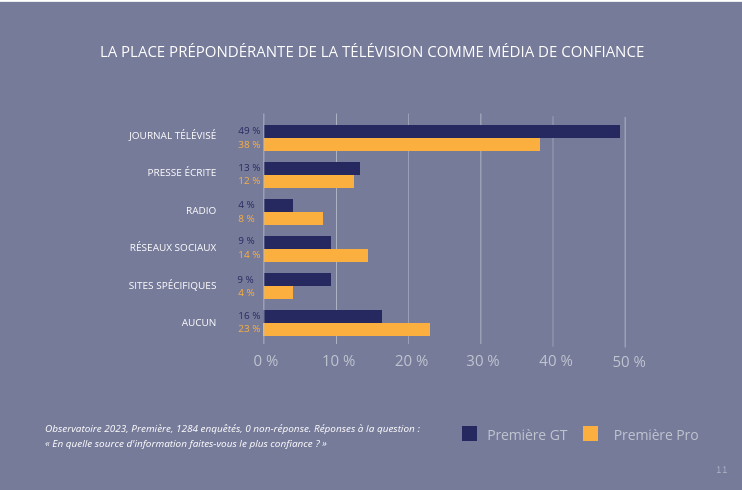 LA PLACE PRÉPONDÉRANTE DE LA TÉLÉVISION COMME MÉDIA DE CONFIANCE
JOURNAL TÉLÉVISÉ
49 %
38 %
PRESSE ÉCRITE
13 %
12 %
RADIO
4 %
8 %
RÉSEAUX SOCIAUX
9 %
14 %
SITES SPÉCIFIQUES
9 %
4 %
AUCUN
16 %
23 %
0 % 10 % 20 % 30 % 40 % 50 %
Observatoire 2023, Première, 1284 enquêtés, 0 non-réponse. Réponses à la question :
« En quelle source d'information faites-vous le plus confiance ? »
Première GT Première Pro
11